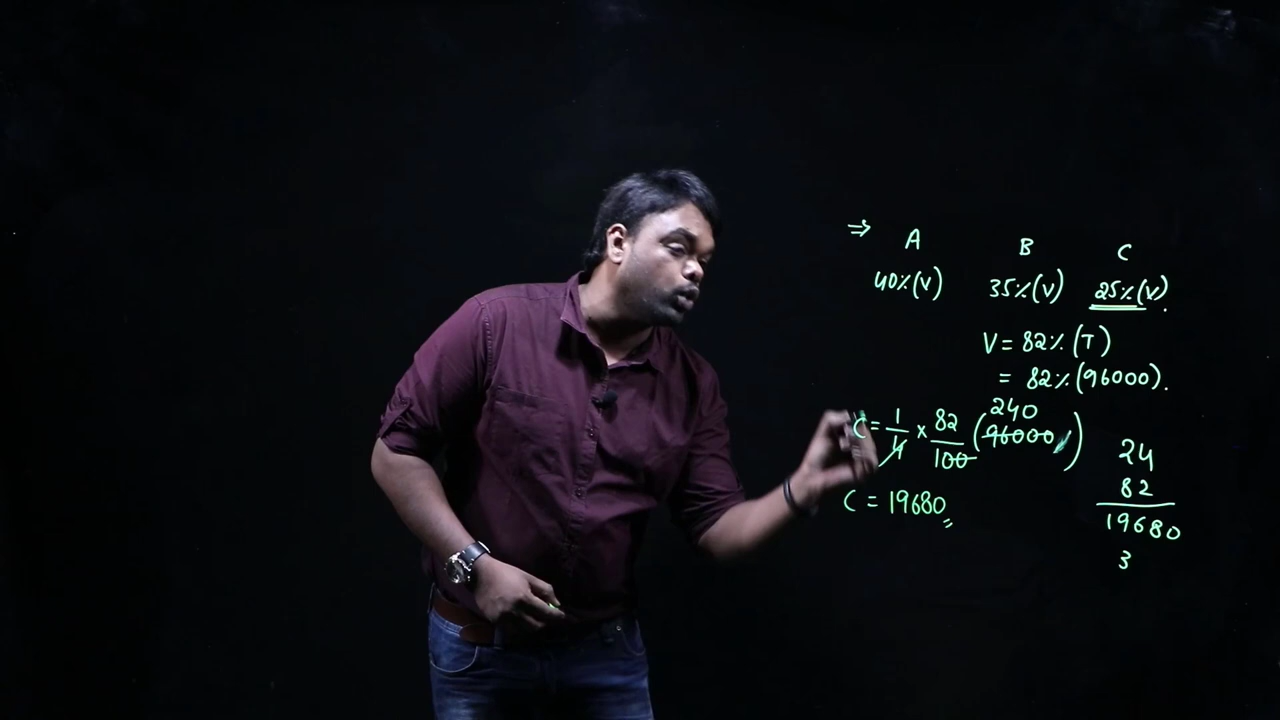 ⇒ A B C
40%(V) 35%(V) 25%(V).
V = 82%(T)
= 82%(96000).
240
C = 1/4 × 82/100 (96000)
C = 19680
24
82
19680
3